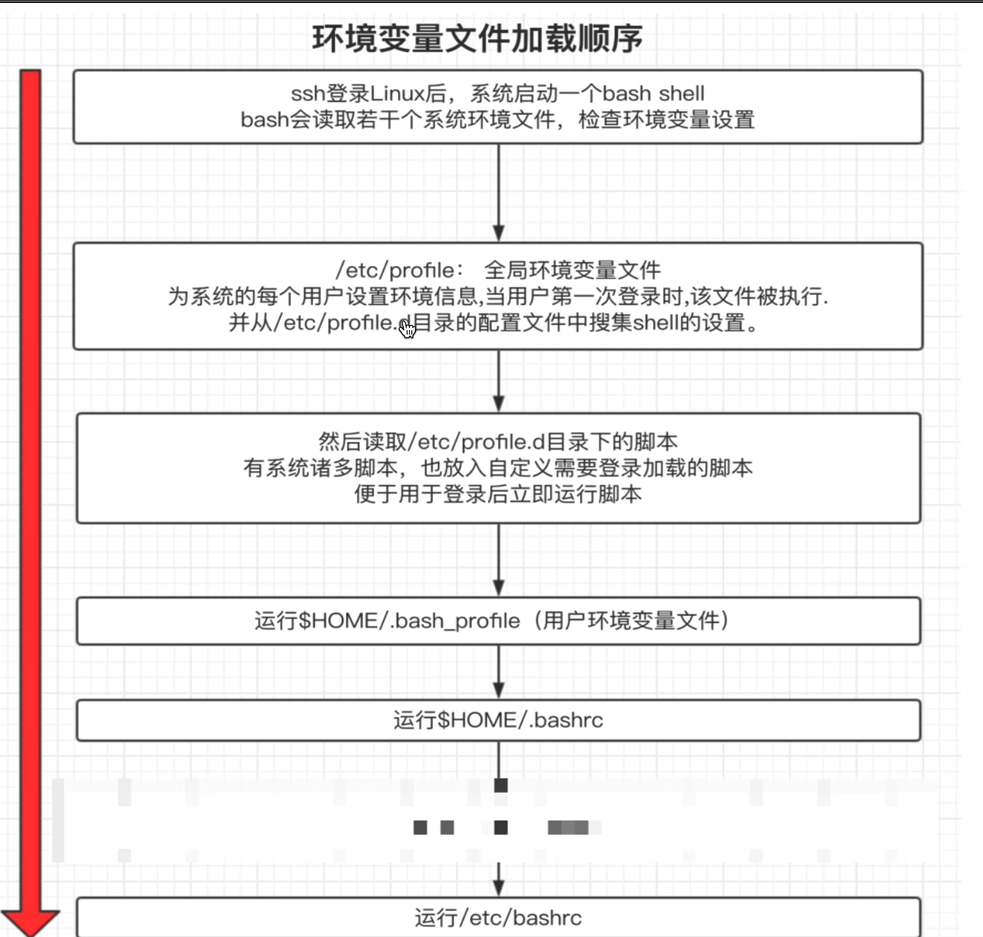 环境变量文件加载顺序
ssh登录Linux后，系统启动一个bash shell
bash会读取若干个系统环境文件，检查环境变量设置
/etc/profile： 全局环境变量文件
为系统的每个用户设置环境信息,当用户第一次登录时,该文件被执行.
并从/etc/profile.d目录的配置文件中搜集shell的设置。
然后读取/etc/profile.d目录下的脚本
有系统诸多脚本，也放入自定义需要登录加载的脚本
便于用于登录后立即运行脚本
运行$HOME/.bash_profile（用户环境变量文件）
运行$HOME/.bashrc
运行/etc/bashrc